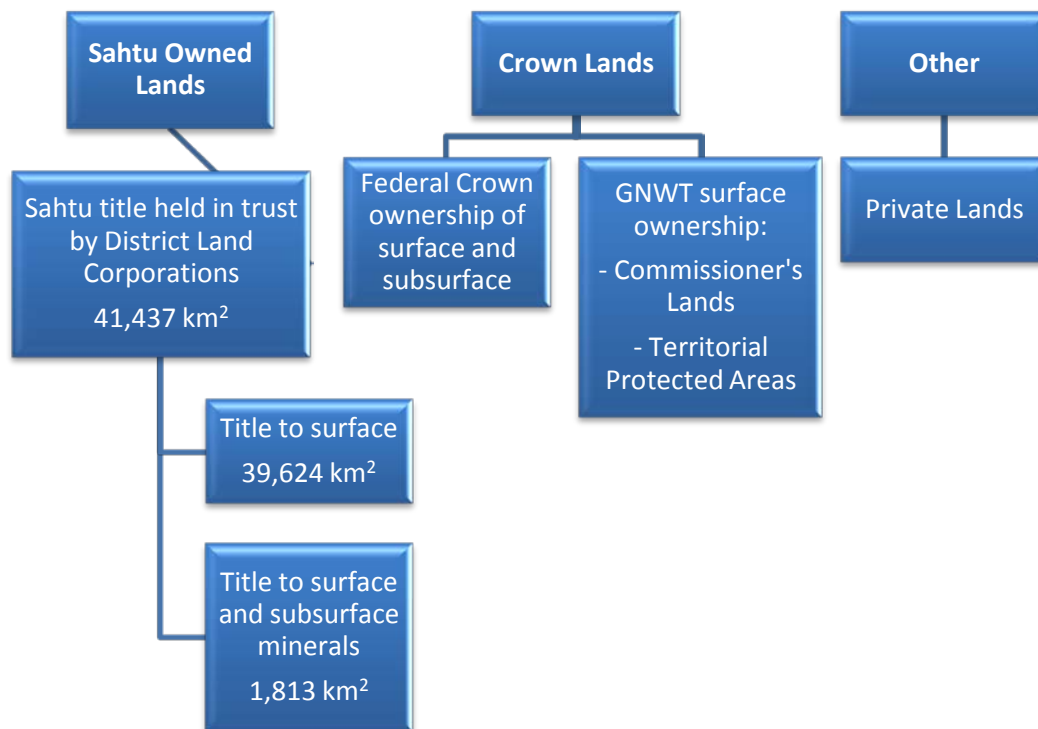 Sahtu Owned
Lands
Sahtu title held in trust
by District Land
Corporations
41,437 km²
Title to surface
39,624 km²
Title to surface
and subsurface
minerals
1,813 km²
Crown Lands
Federal Crown
ownership of
surface and
subsurface
GNWT surface
ownership:
- Commissioner's
Lands
- Territorial
Protected Areas
Other
Private Lands